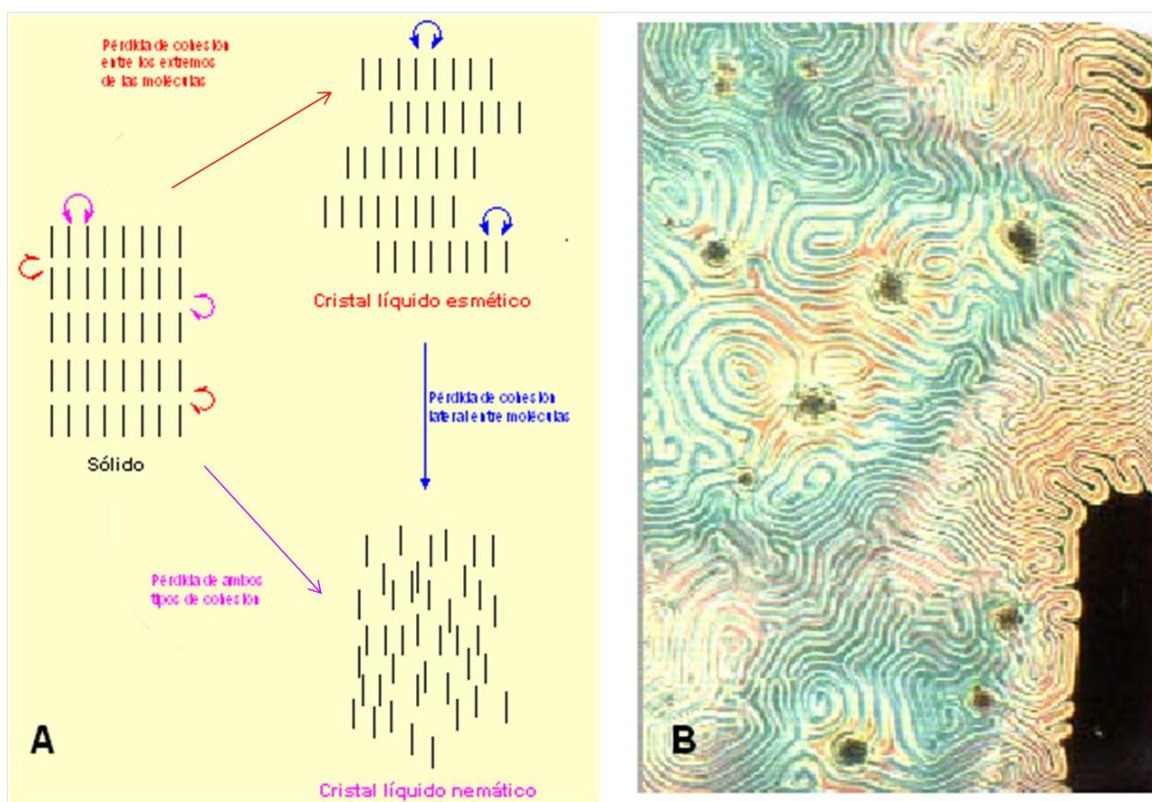 Pérdida de cohesión
entre los extremos
de las moléculas
Cristal líquido esmético
Pérdida de cohesión
lateral entre moléculas
Sólido
Pérdida de ambos
tipos de cohesión
Cristal líquido nemático
A
B